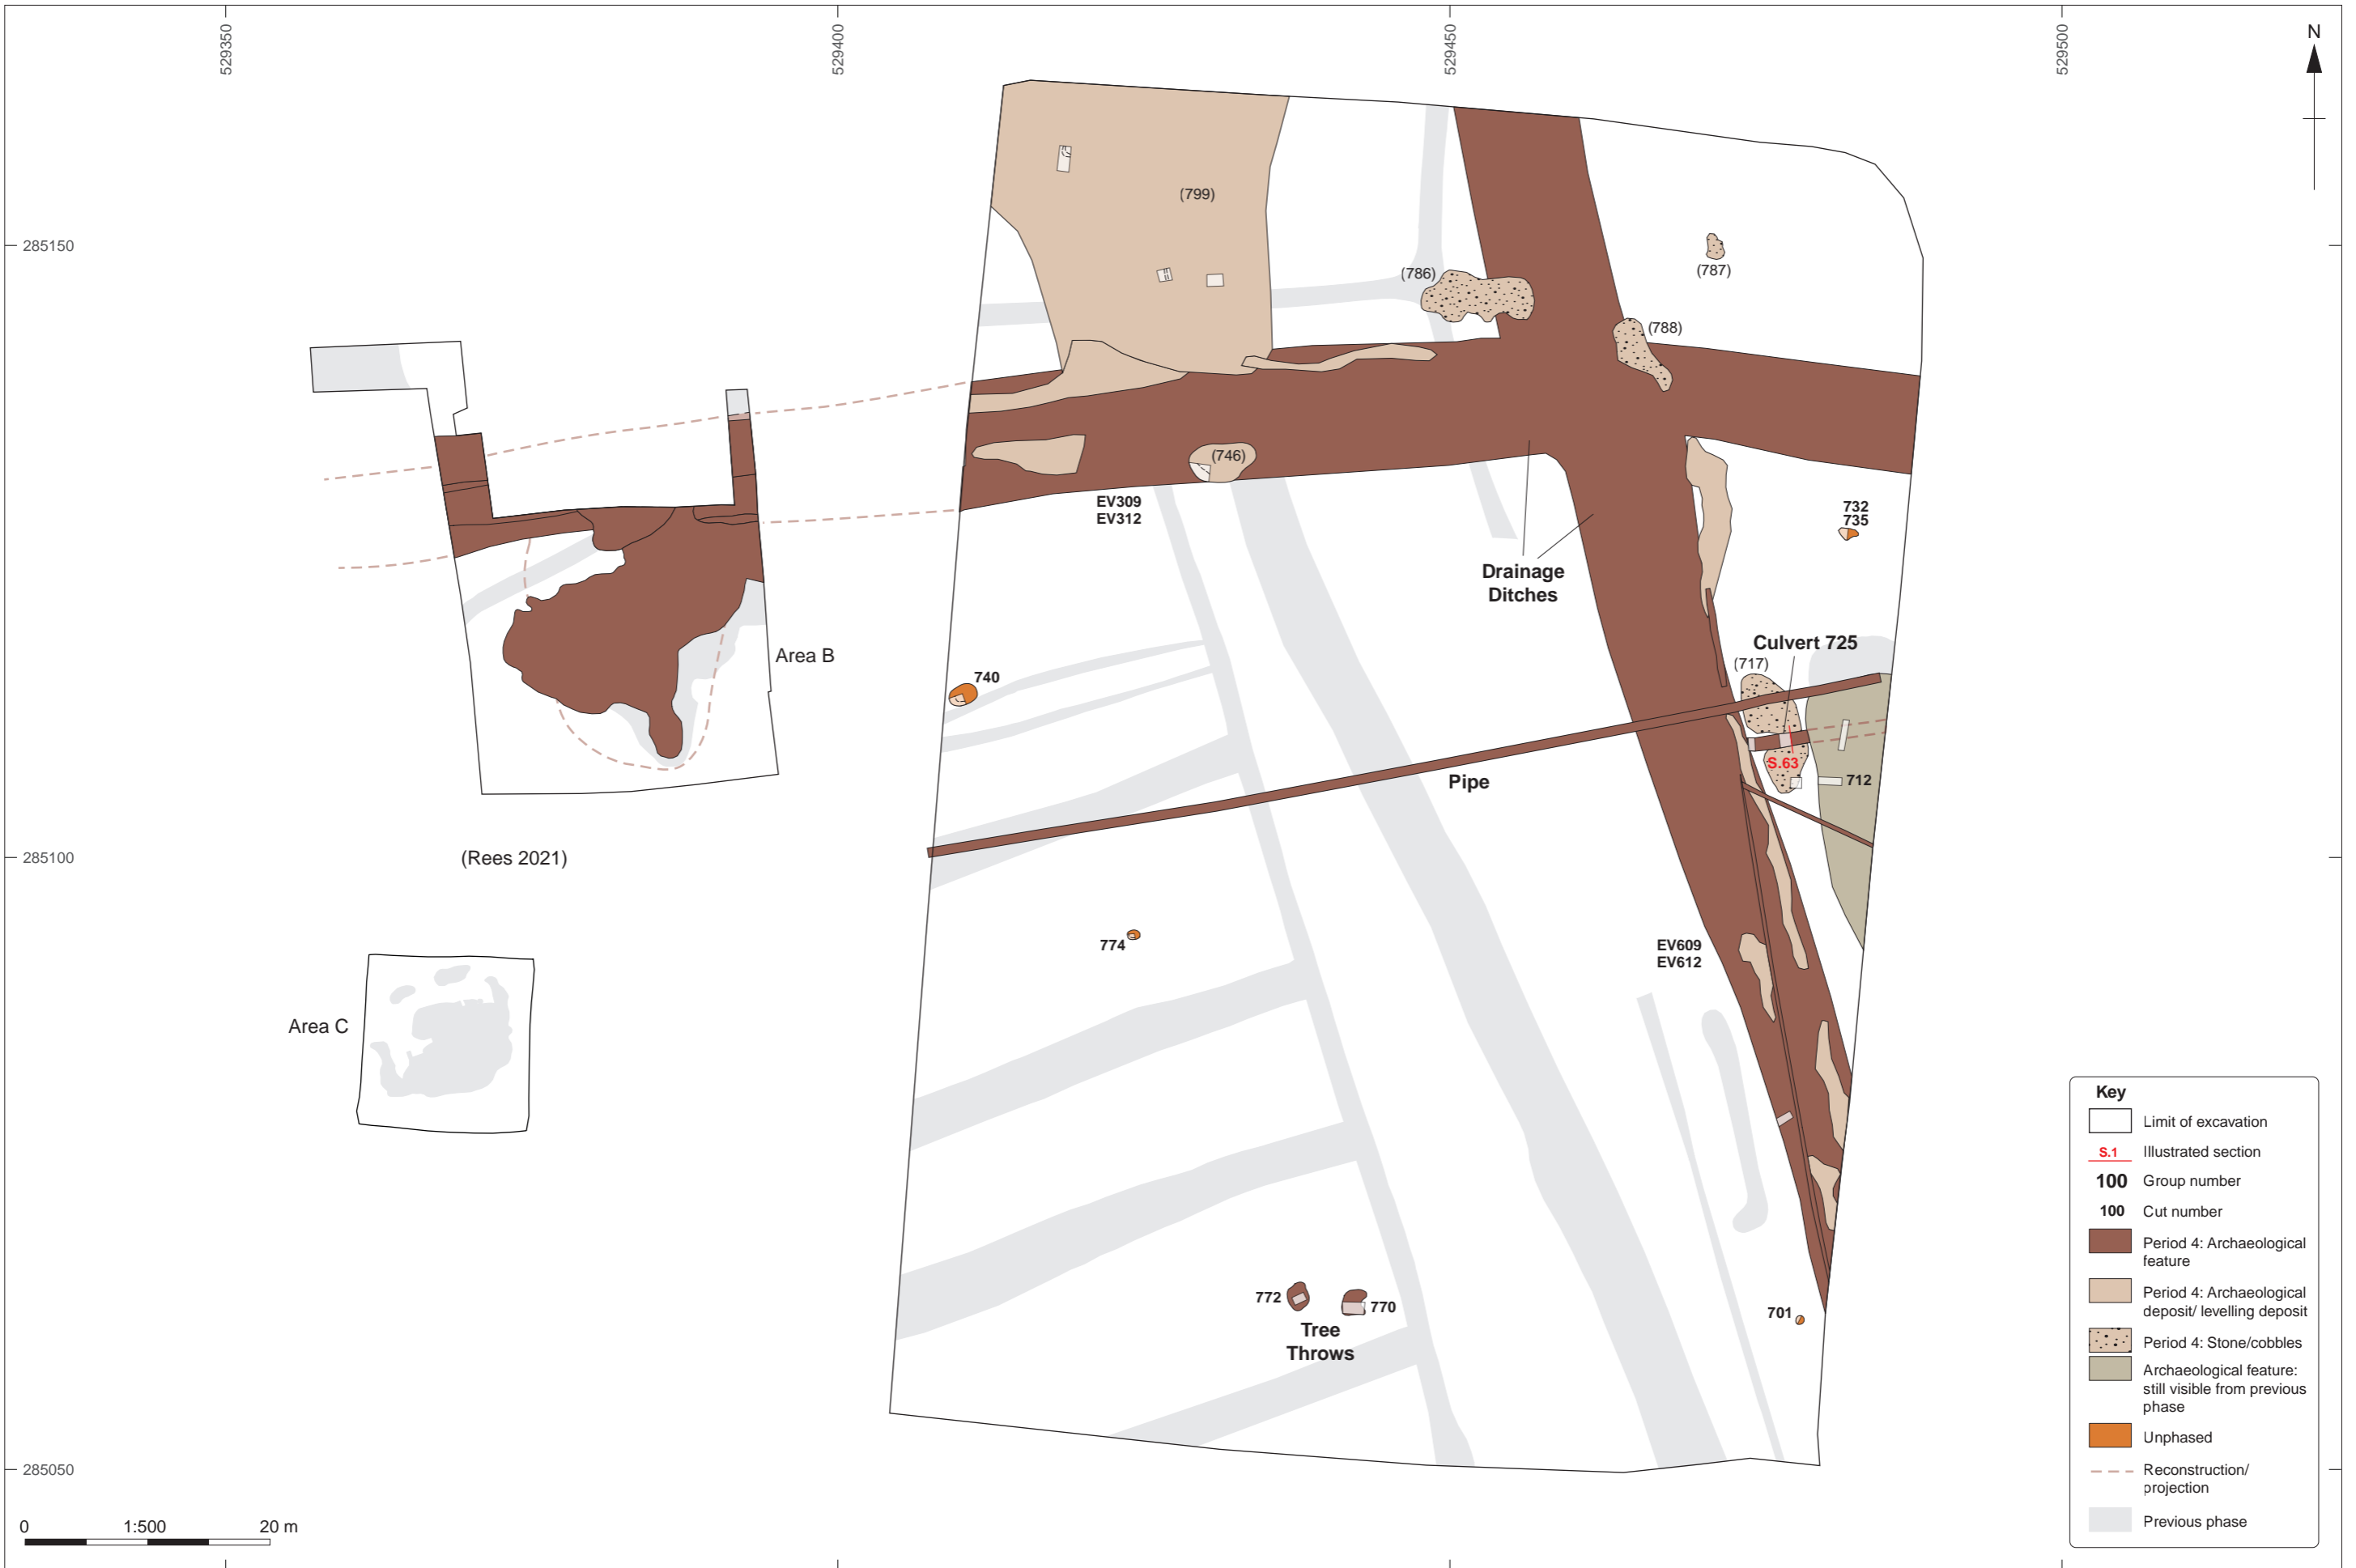 529350
529400
529450
529500
N
(799)
285150
(786)
(787)
(788)
(746)
EV309
EV312
732
735
Drainage
Ditches
Culvert 725
Area B
(717)
740
S.63
Pipe
712
285100
(Rees 2021)
774
EV609
EV612
Area C
772
770
701
Tree
Throws
285050
0
1:500
20 m
Key
Limit of excavation
S.1
Illustrated section
100
Group number
100
Cut number
Period 4: Archaeological
feature
Period 4: Archaeological
deposit/ levelling deposit
Period 4: Stone/cobbles
Archaeological feature:
still visible from previous
phase
Unphased
Reconstruction/
projection
Previous phase